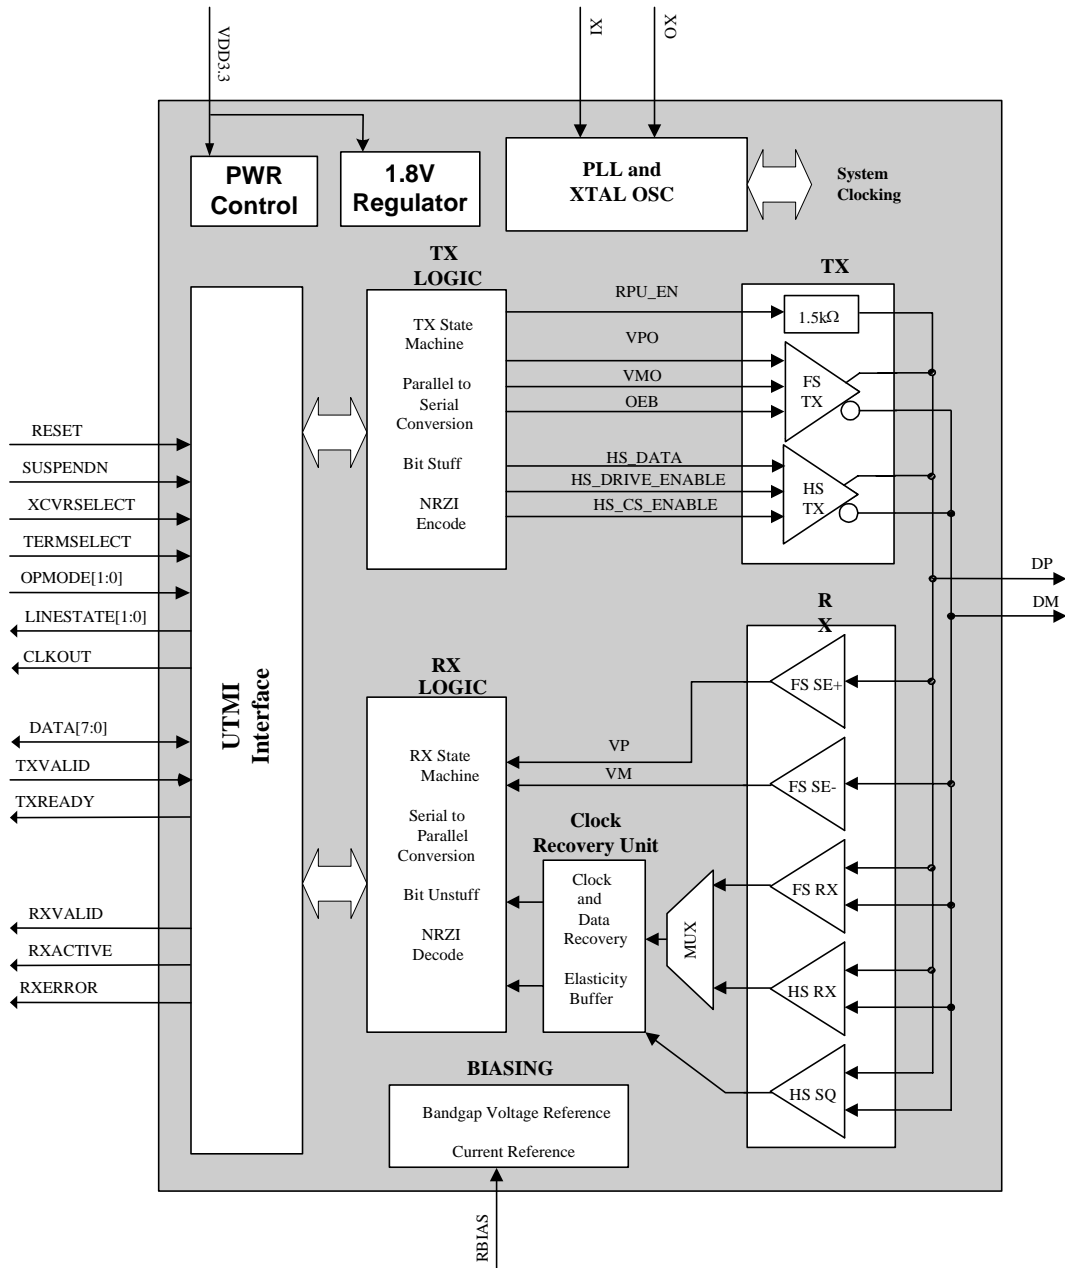 VDD3.3
XI
XO
PWR
Control
1.8V
Regulator
PLL and
XTAL OSC
System
Clocking
TX
LOGIC
TX State
Machine
Parallel to
Serial
Conversion
Bit Stuff
NRZI
Encode
RPU_EN
VPO
VMO
OEB
HS_DATA
HS_DRIVE_ENABLE
HS_CS_ENABLE
TX
1.5kΩ
FS
TX
HS
TX
RESET
SUSPENDN
XCVRSELECT
TERMSELECT
OPMODE[1:0]
LINESTATE[1:0]
CLKOUT
DATA[7:0]
TXVALID
TXREADY
RXVALID
RXACTIVE
RXERROR
UTMI
Interface
DP
DM
RX
LOGIC
RX State
Machine
Serial to
Parallel
Conversion
Bit Unstuff
NRZI
Decode
VP
VM
Clock
Recovery Unit
Clock
and
Data
Recovery
Elasticity
Buffer
MUX
R
X
FS SE+
FS SE-
FS RX
HS RX
HS SQ
BIASING
Bandgap Voltage Reference
Current Reference
RBIAS